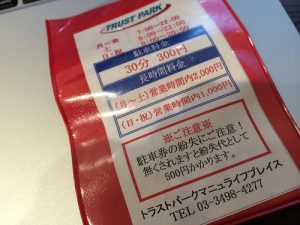 TRUST PARK
月〜金 7:00〜23:00
土 8:00〜22:00
日・祝
駐車料金
30分 300円
長時間料金
(月〜土)営業時間内2,000円
(日・祝)営業時間内1,000円
※ご注意※
駐車券の紛失にご注意!
無くされますと紛失代として
500円かかります。
トラストパークマニュライフプレイス
TEL 03-3498-4277